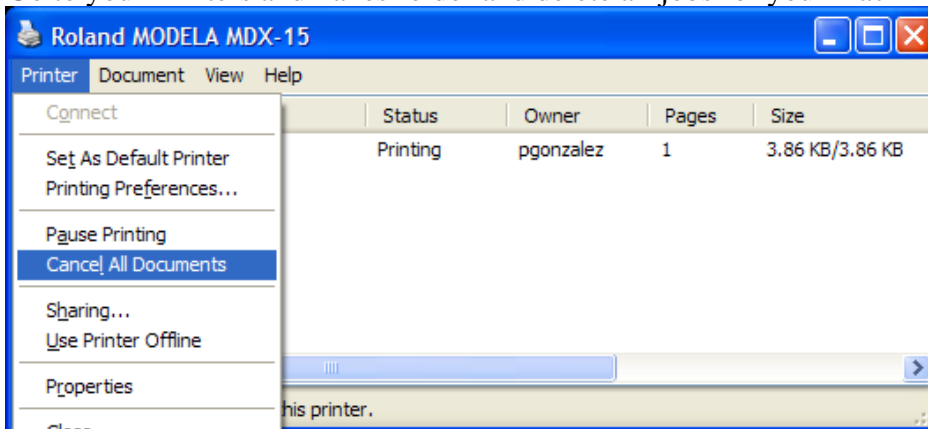 Roland MODELA MDX-15
Printer Document View Help
Connect
Status Owner Pages Size
Set As Default Printer
Printing pgonzalez 1 3.86 KB/3.86 KB
Printing Preferences...
Pause Printing
Cancel All Documents
Sharing...
Use Printer Offline
Properties
his printer.